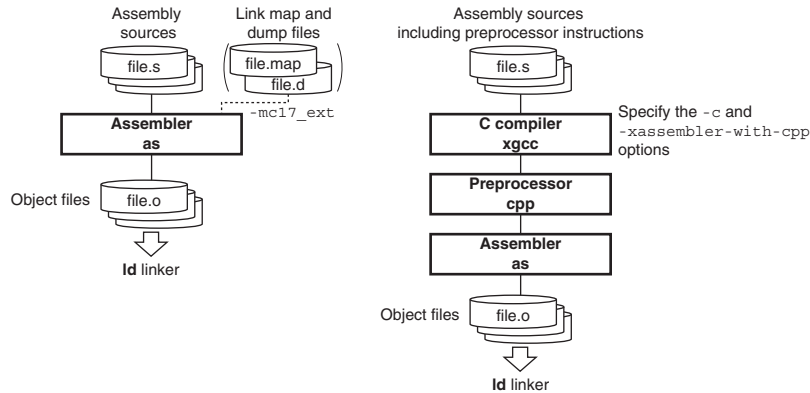 Assembly
sources
file.s
Link map and
dump files
file.map
file.d
-mc17_ext
Assembler
as
Object files
file.o
ld linker
Assembly sources
including preprocessor instructions
file.s
C compiler
xgcc
Specify the -c and
-xassembler-with-cpp
options
Preprocessor
cpp
Assembler
as
Object files
file.o
ld linker